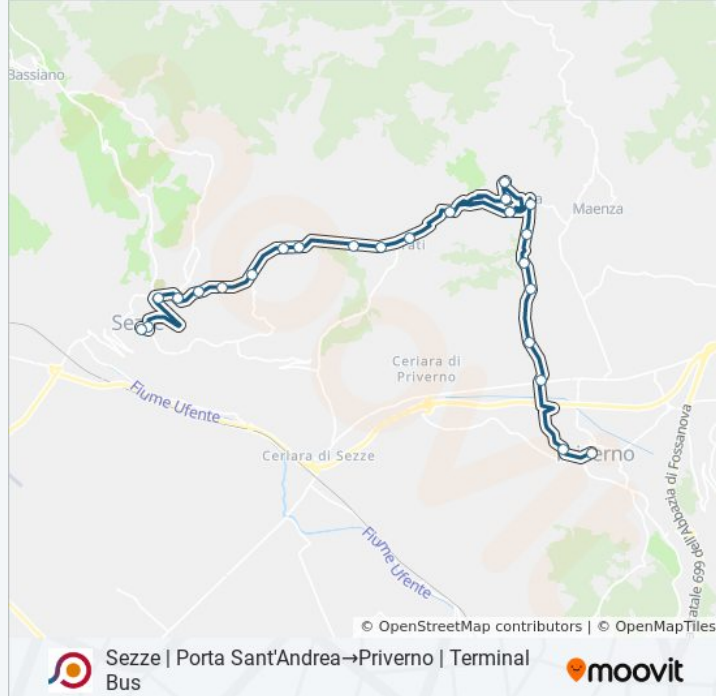 Bassiano
Maenza
Sezze
Ceriara di
Priverno
Fiume Ufente
Ceriara di Sezze
Priverno
Fiume Ufente
atale 699 dell'Abbazia di Fossanova
© OpenStreetMap contributors | © OpenMapTiles
Sezze | Porta Sant'Andrea→Priverno | Terminal
Bus
moovit